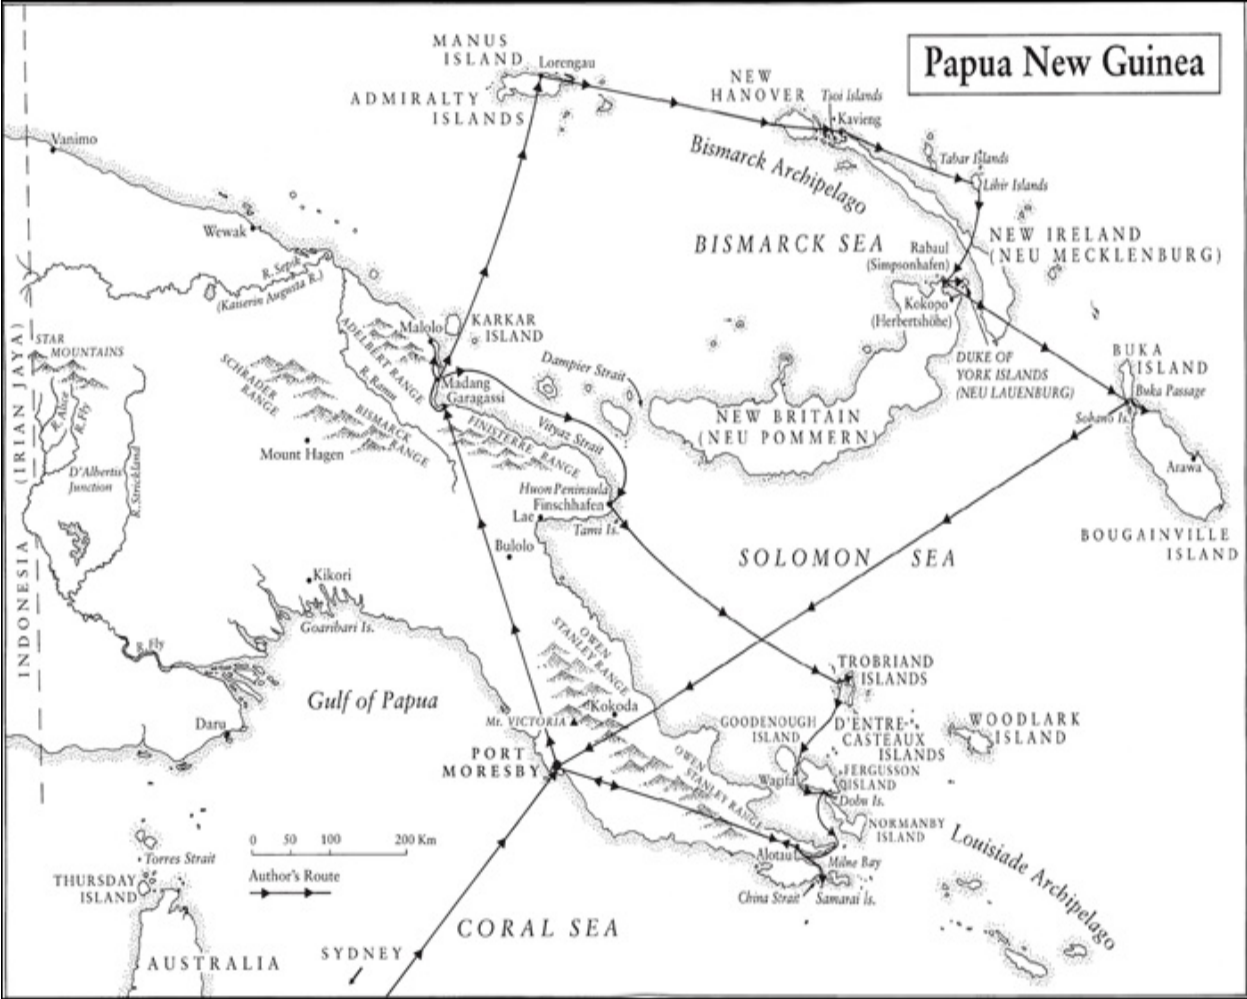 Papua New Guinea
MANUS
ISLAND
Lorengau
ADMIRALTY
ISLANDS
NEW
HANOVER
Tsoi Islands
Kavieng
Vanimo
Bismarck Archipelago
Tabar Islands
Lihir Islands
Wewak
BISMARCK SEA
NEW IRELAND
(NEU MECKLENBURG)
Rabaul
(Simpsonhafen)
R. Sepik
(Kaiserin Augusta R.)
Kokopo
(Herbertshöhe)
Malolo
KARKAR
ISLAND
ADELBERT RANGE
STAR
MOUNTAINS
SCHRADER
RANGE
R. Ramu
BISMARCK
RANGE
Madang
Garagassi
Dampier Strait
Vityaz Strait
DUKE OF
YORK ISLANDS
(NEU LAUENBURG)
BUKA
ISLAND
Buka Passage
Sohano Is.
NEW BRITAIN
(NEU POMMERN)
R. Alice
R. Fly
R. Strickland
D'Albertis
Junction
Mount Hagen
FINISTERRE RANGE
Arawa
Huon Peninsula
Finschhafen
Lae
Tami Is.
BOUGAINVILLE
ISLAND
Bulolo
SOLOMON SEA
INDONESIA (IRIAN JAYA)
Kikori
Goaribari Is.
R. Fly
OWEN
STANLEY RANGE
TROBRIAND
ISLANDS
Gulf of Papua
Daru
Mt. VICTORIA
Kokoda
GOODENOUGH
ISLAND
D'ENTRE-
CASTEAUX
ISLANDS
WOODLARK
ISLAND
PORT
MORESBY
OWEN
STANLEY RANGE
Wagifa
FERGUSSON
ISLAND
Dobu Is.
NORMANBY
ISLAND
0 50 100 200 Km
Author's Route
Alotau
Milne Bay
China Strait
Samarai Is.
Louisiade Archipelago
Torres Strait
THURSDAY
ISLAND
CORAL SEA
SYDNEY
AUSTRALIA